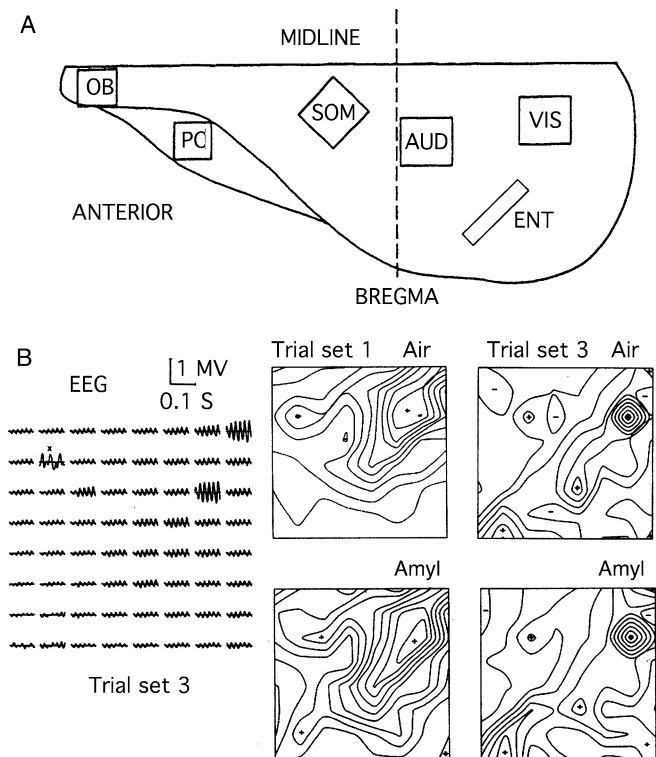 A
MIDLINE
OB
SOM
VIS
PC
AUD
ANTERIOR
ENT
BREGMA
B
EEG
1 MV
0.1 S
Trial set 1 Air
Trial set 3 Air
x
Amyl
Amyl
Trial set 3